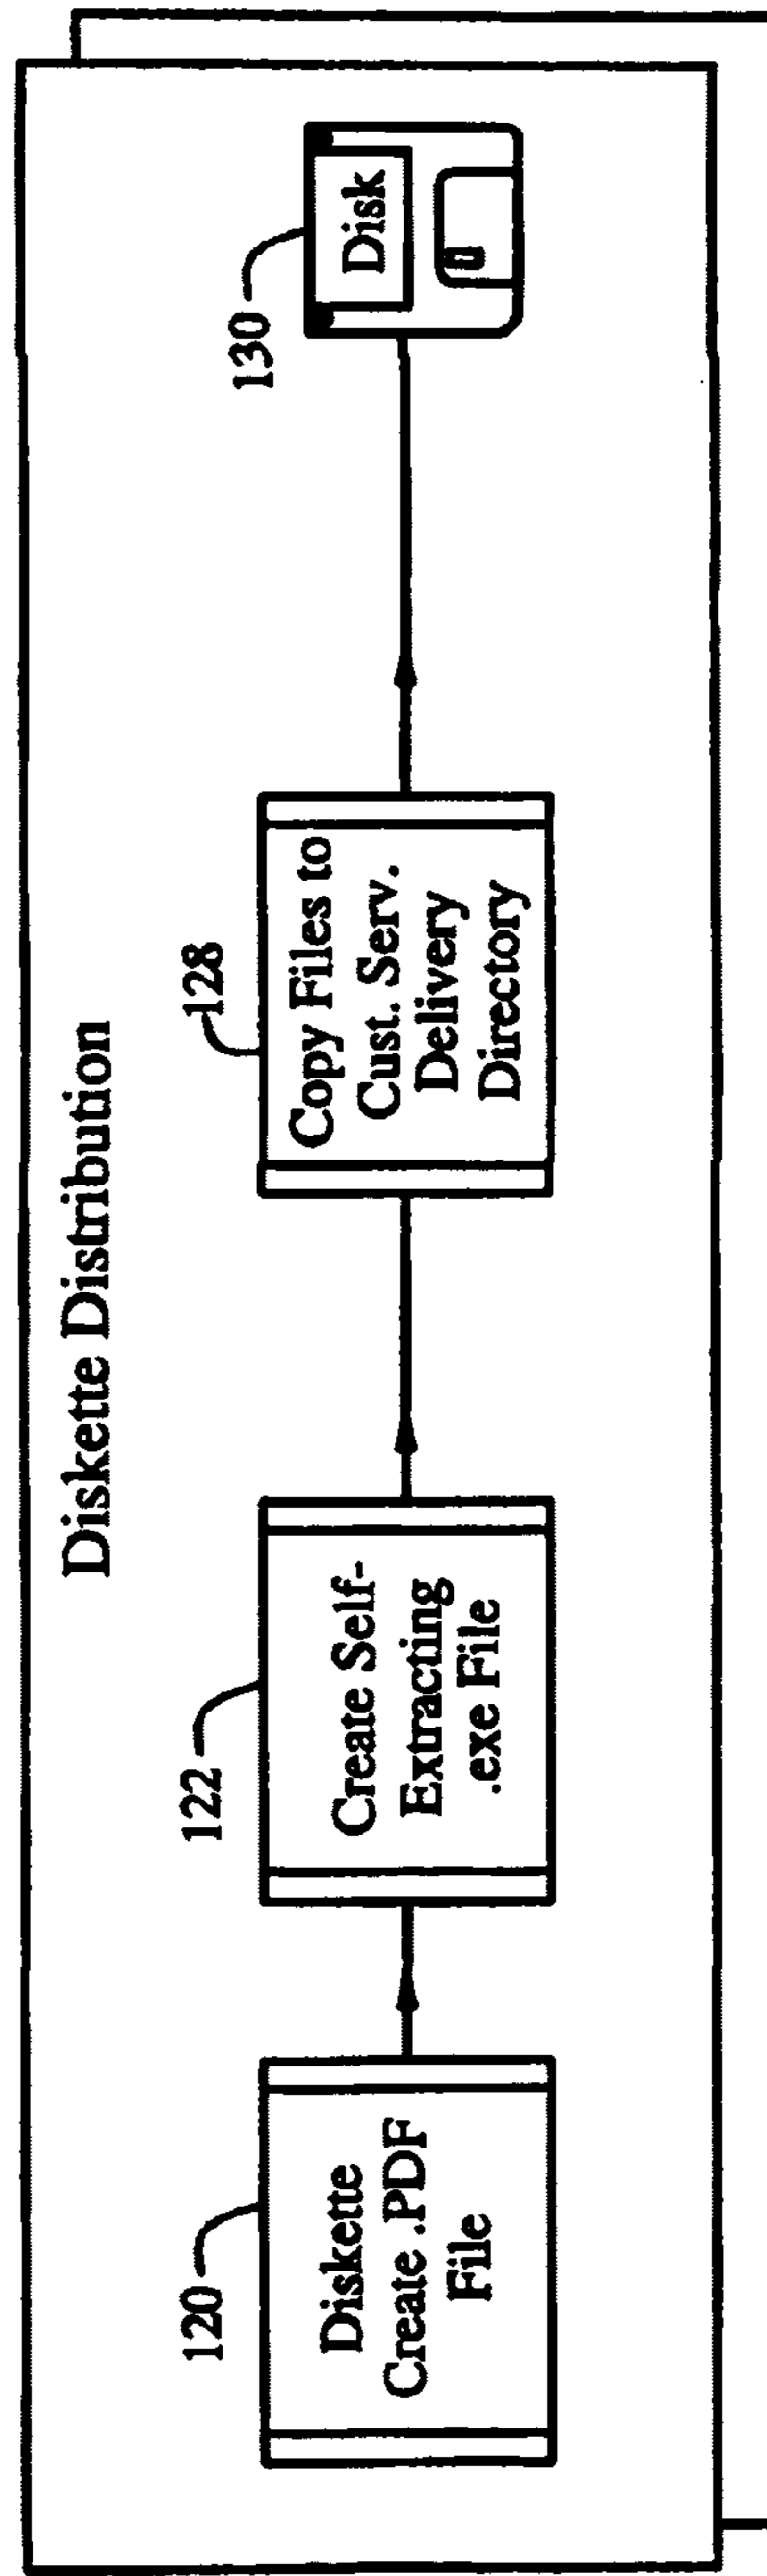 Diskette Distribution
120
Diskette
Create .PDF
File
122
Create Self-
Extracting
.exe File
128
Copy Files to
Cust. Serv.
Delivery
Directory
130
Disk